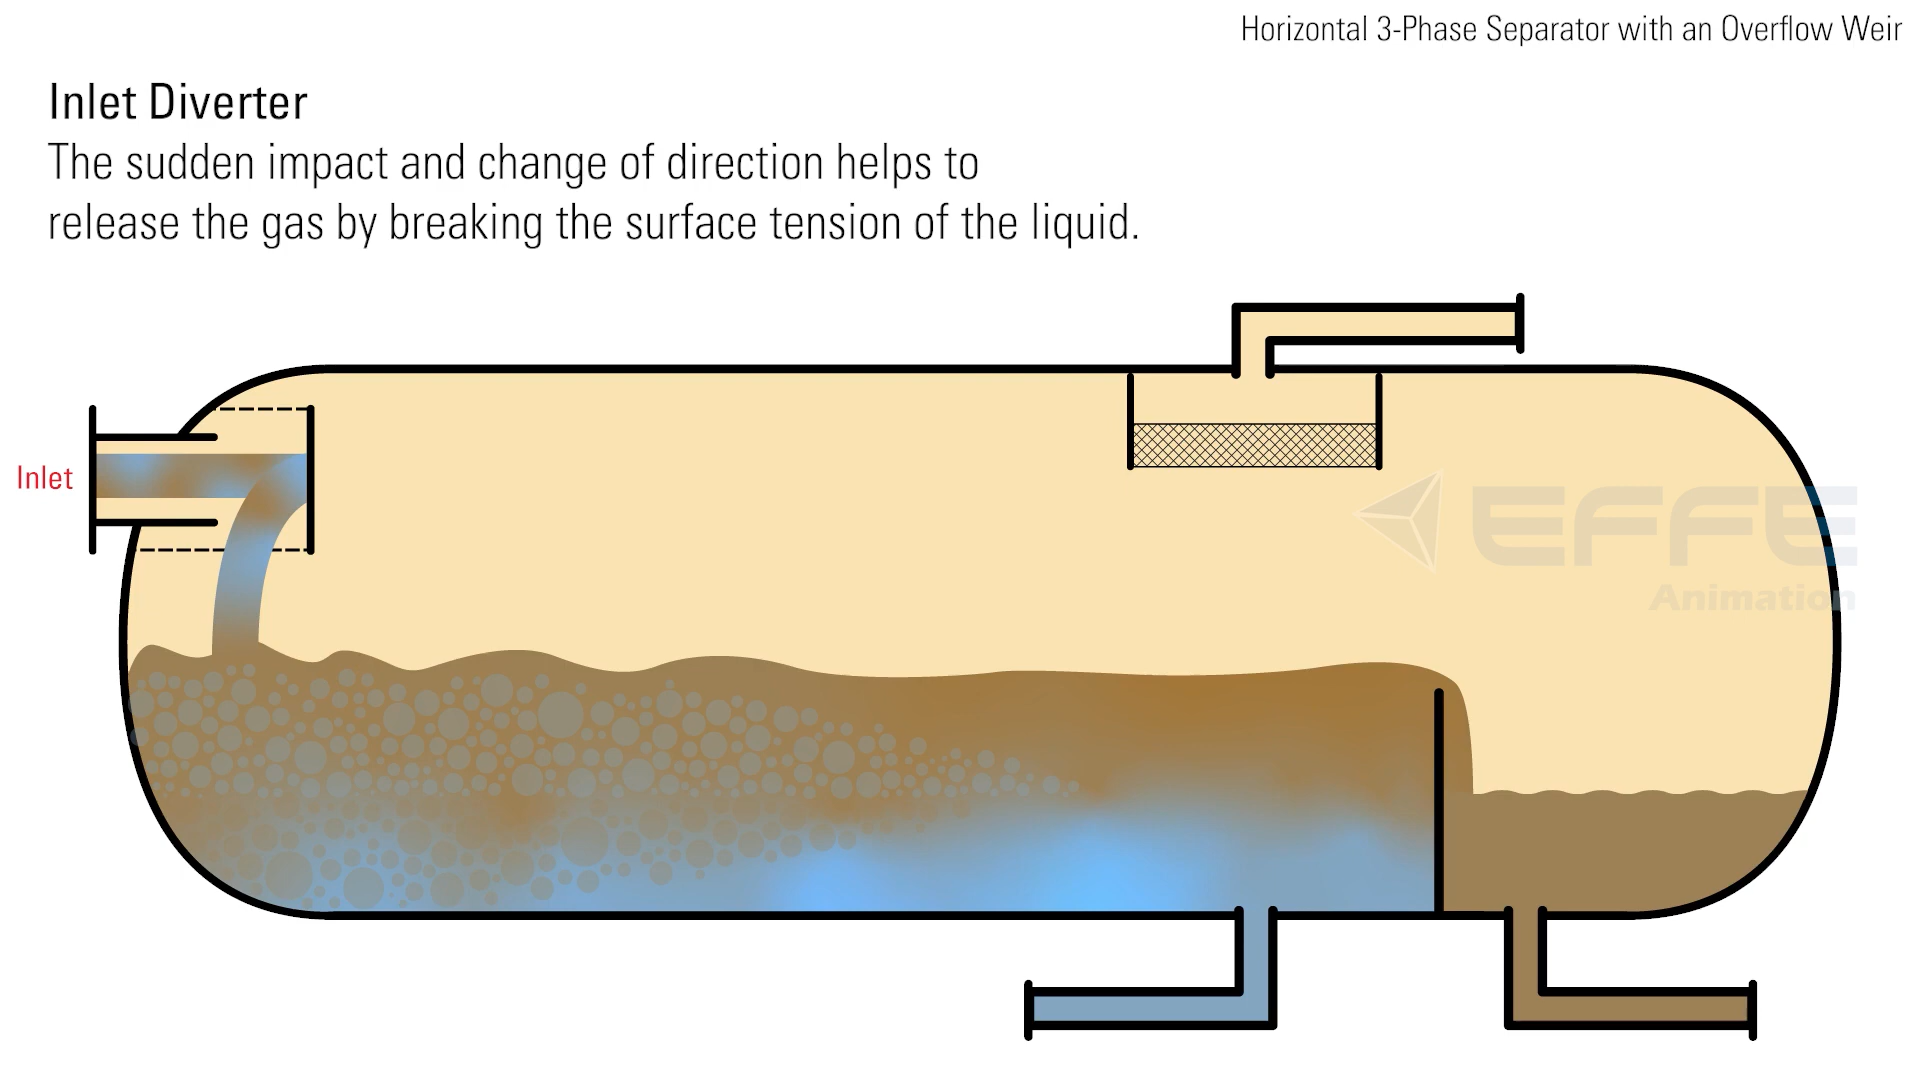 Horizontal 3-Phase Separator with an Overflow Weir
Inlet Diverter
The sudden impact and change of direction helps to
release the gas by breaking the surface tension of the liquid.
Inlet
EFFE
Animation